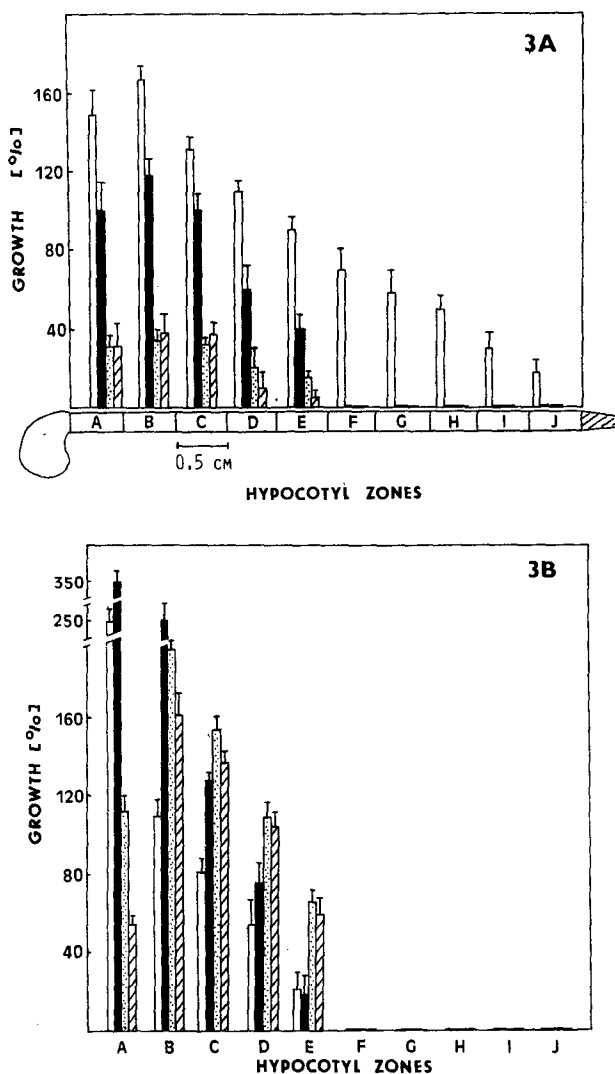 3A
GROWTH [%]
160
120
80
40
A B C D E F G H I J
0.5 CM
HYPOCOTYL ZONES
3B
GROWTH [%]
350
250
160
120
80
40
A B C D E F G H I J
HYPOCOTYL ZONES